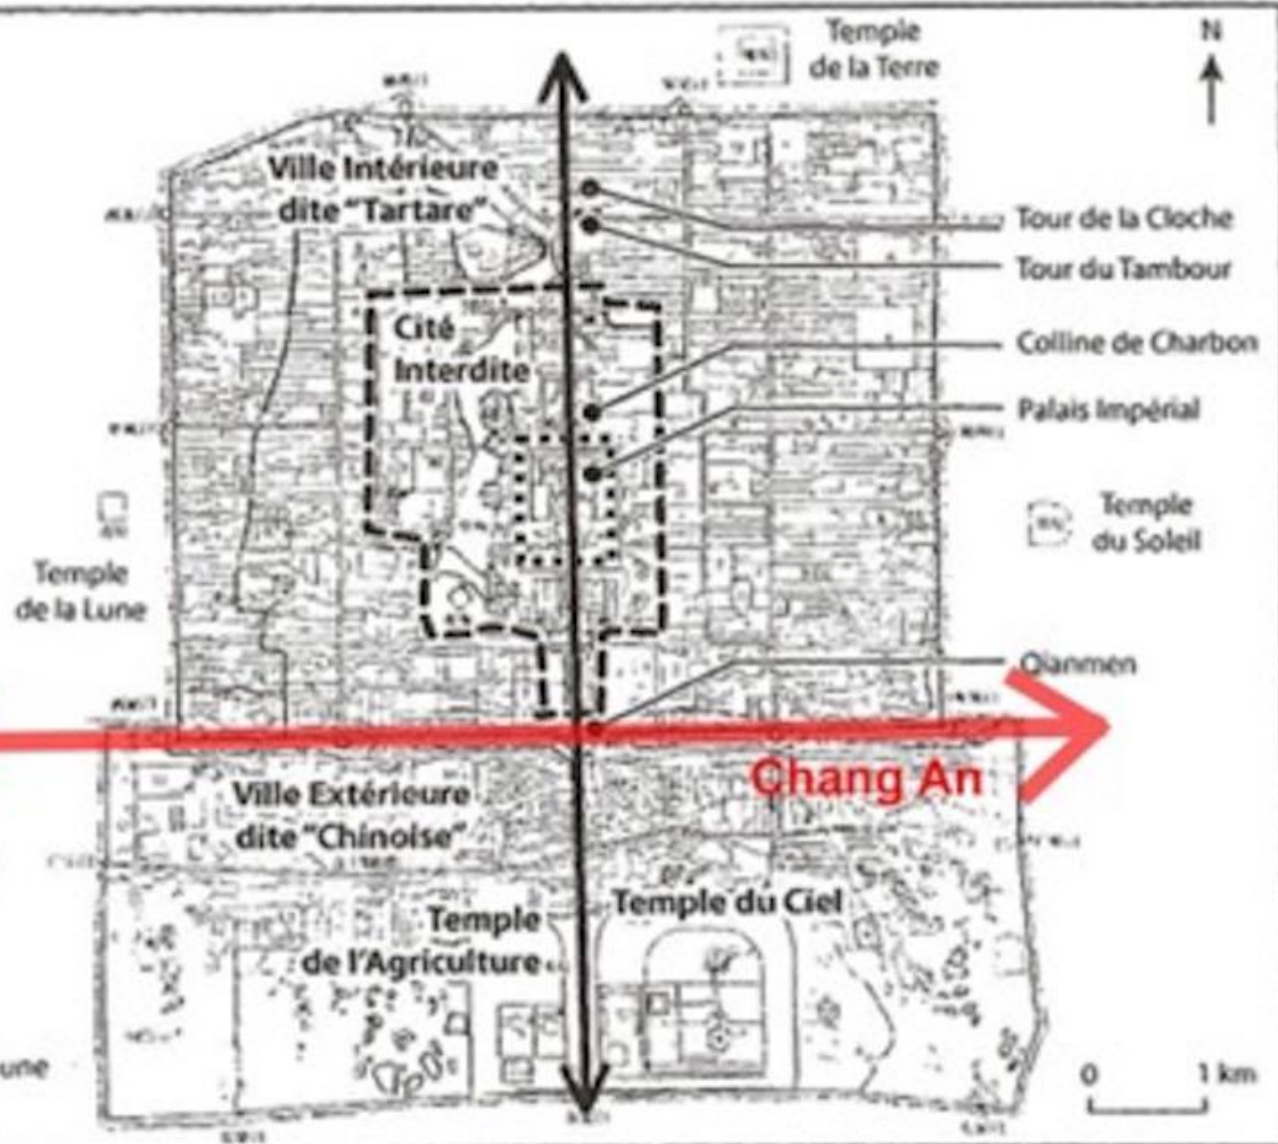 Temple
de la Terre
N
Ville Intérieure
dite "Tartare"
Tour de la Cloche
Tour du Tambour
Cité
Interdite
Colline de Charbon
Palais Impérial
Temple
du Soleil
Temple
de la Lune
Qianmen
Chang An
Ville Extérieure
dite "Chinoise"
Temple
de l'Agriculture
Temple du Ciel
une
0 1 km